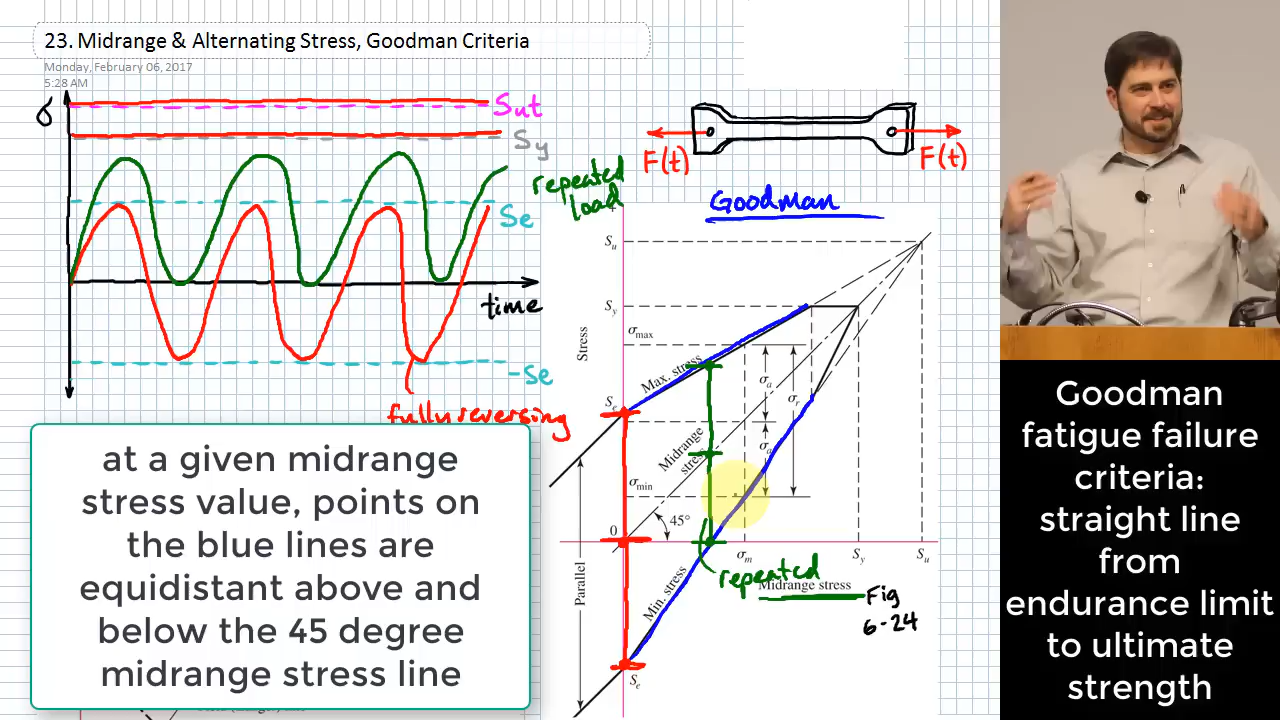 23. Midrange & Alternating Stress, Goodman Criteria
Monday, February 06, 2017
5:28 AM
σ
Sut
Sy
Se
-Se
time
repeated
load
fully reversing
F(t)
F(t)
Goodman
Su
Sy
σmax
Se
σmin
0
Stress
Parallel
Max. stress
Midrange
stress
Min. stress
45°
σa
σa
σr
σm
Sy
Su
Se
repeated
Midrange stress
Fig
6-24
at a given midrange
stress value, points on
the blue lines are
equidistant above and
below the 45 degree
midrange stress line
Goodman
fatigue failure
criteria:
straight line
from
endurance limit
to ultimate
strength